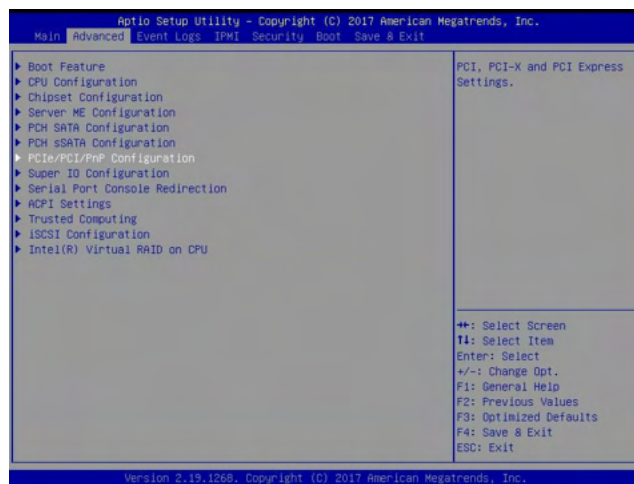 Aptio Setup Utility – Copyright (C) 2017 American Megatrends, Inc.
Main Advanced Event Logs IPMI Security Boot Save & Exit
Boot Feature
CPU Configuration
Chipset Configuration
Server ME Configuration
PCH SATA Configuration
PCH sSATA Configuration
PCIe/PCI/PnP Configuration
Super IO Configuration
Serial Port Console Redirection
ACPI Settings
Trusted Computing
iSCSI Configuration
Intel(R) Virtual RAID on CPU
PCI, PCI-X and PCI Express
Settings.
→←: Select Screen
↑↓: Select Item
Enter: Select
+/-: Change Opt.
F1: General Help
F2: Previous Values
F3: Optimized Defaults
F4: Save & Exit
ESC: Exit
Version 2.19.1268. Copyright (C) 2017 American Megatrends, Inc.